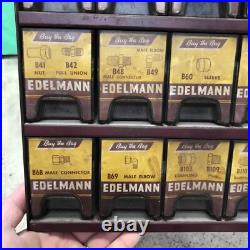 Buy the Bag
B41 B42
NUT FULL UNION
EDELMANN
Buy the Bag
MALE ELBOW
B48 B49
MALE CONNECTOR
EDELMANN
Buy the Bag
B60 SLEEVE
EDELMANN
Buy the Bag
B68 MALE CONNECTOR
EDELMANN
Buy the Bag
B69 MALE ELBOW
EDELMANN
Buy the Bag
B103 B102
EDELMANN